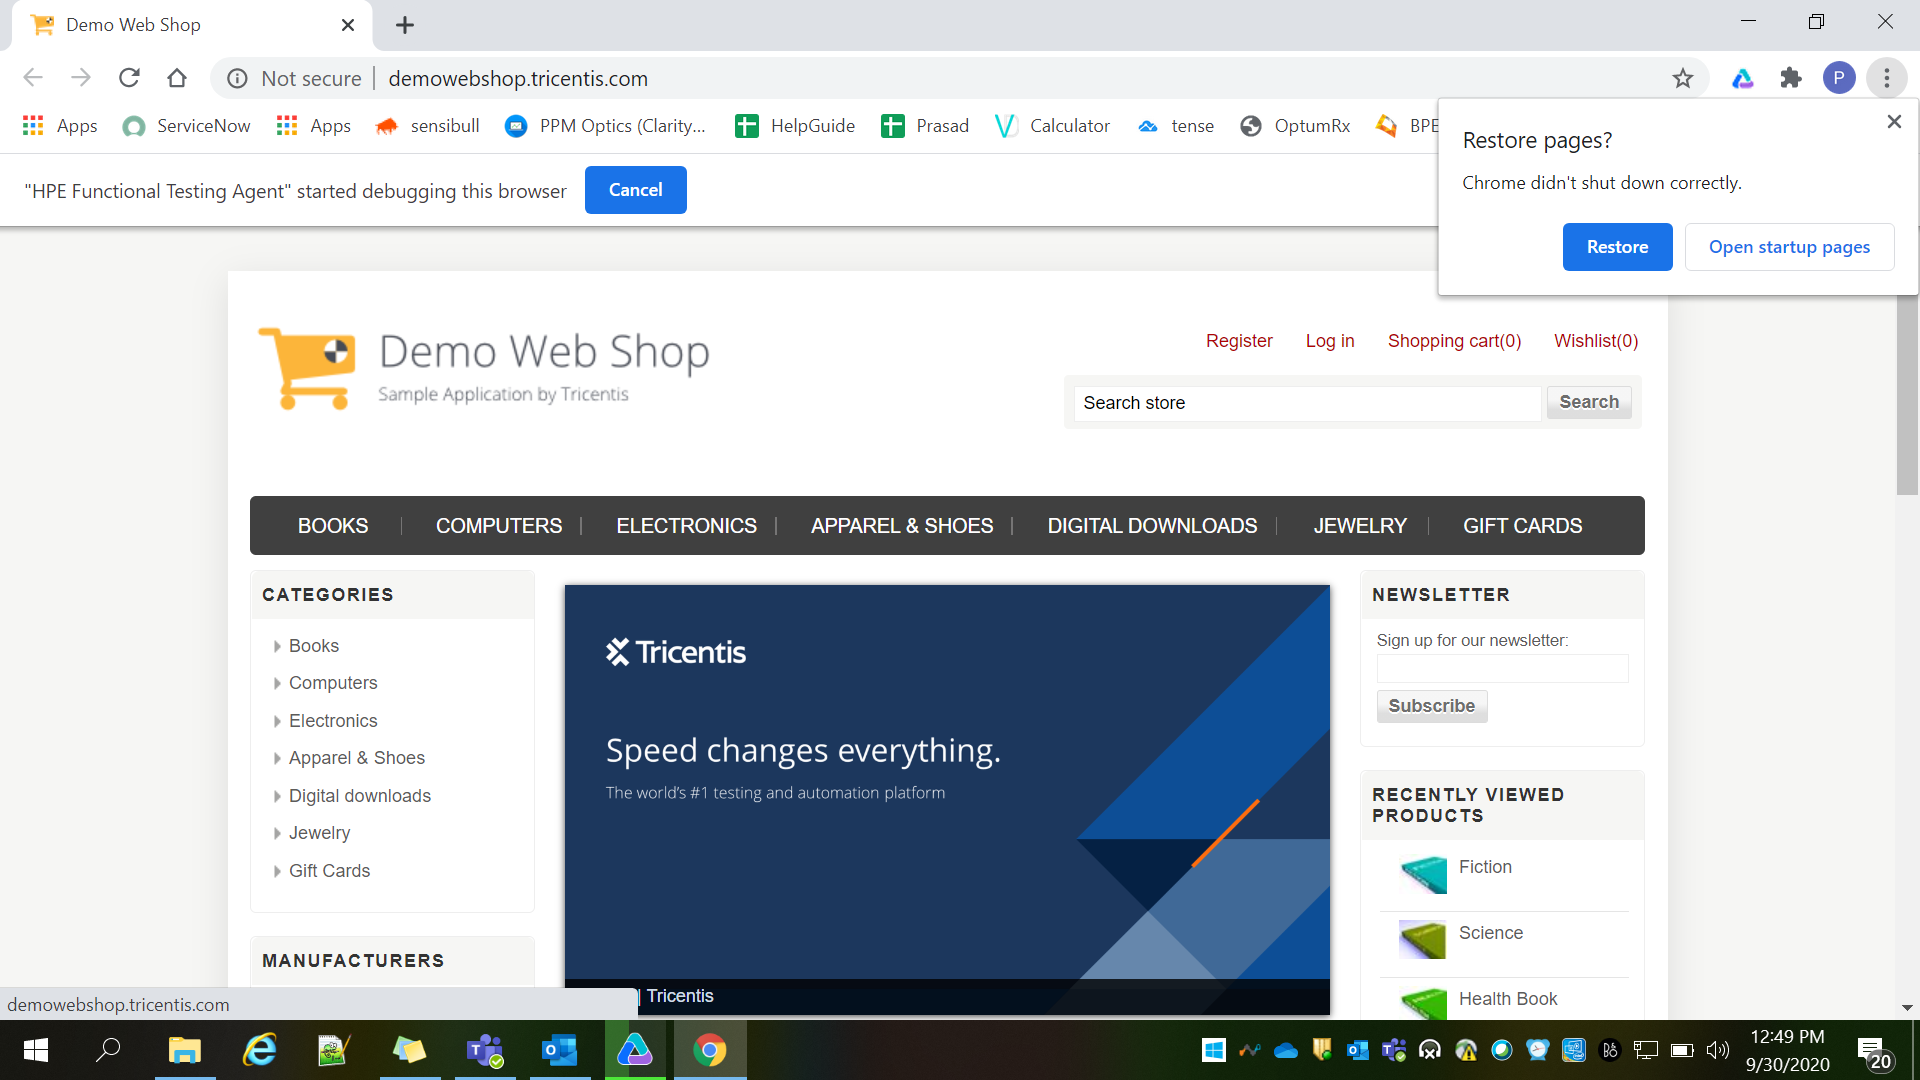 Demo Web Shop
Not secure demowebshop.tricentis.com
P
Apps ServiceNow Apps sensibull PPM Optics (Clarity... HelpGuide Prasad Calculator tense OptumRx BPE
"HPE Functional Testing Agent" started debugging this browser Cancel
Restore pages?
Chrome didn't shut down correctly.
Restore Open startup pages
Demo Web Shop
Sample Application by Tricentis
Register Log in Shopping cart(0) Wishlist(0)
Search store Search
BOOKS COMPUTERS ELECTRONICS APPAREL & SHOES DIGITAL DOWNLOADS JEWELRY GIFT CARDS
CATEGORIES
Books
Computers
Electronics
Apparel & Shoes
Digital downloads
Jewelry
Gift Cards
MANUFACTURERS
Tricentis
Speed changes everything.
The world's #1 testing and automation platform
| Tricentis
NEWSLETTER
Sign up for our newsletter:
Subscribe
RECENTLY VIEWED
PRODUCTS
Fiction
Science
Health Book
demowebshop.tricentis.com
12:49 PM
9/30/2020
20